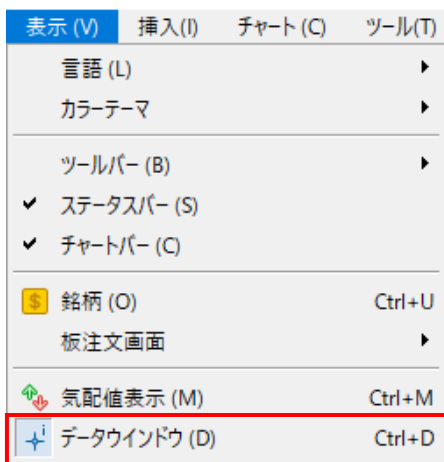 表示 (V) 挿入(I) チャート (C) ツール(T)
言語 (L)
カラーテーマ
ツールバー (B)
ステータスバー (S)
チャートバー (C)
銘柄 (O) Ctrl+U
板注文画面
気配値表示 (M) Ctrl+M
データウインドウ (D) Ctrl+D